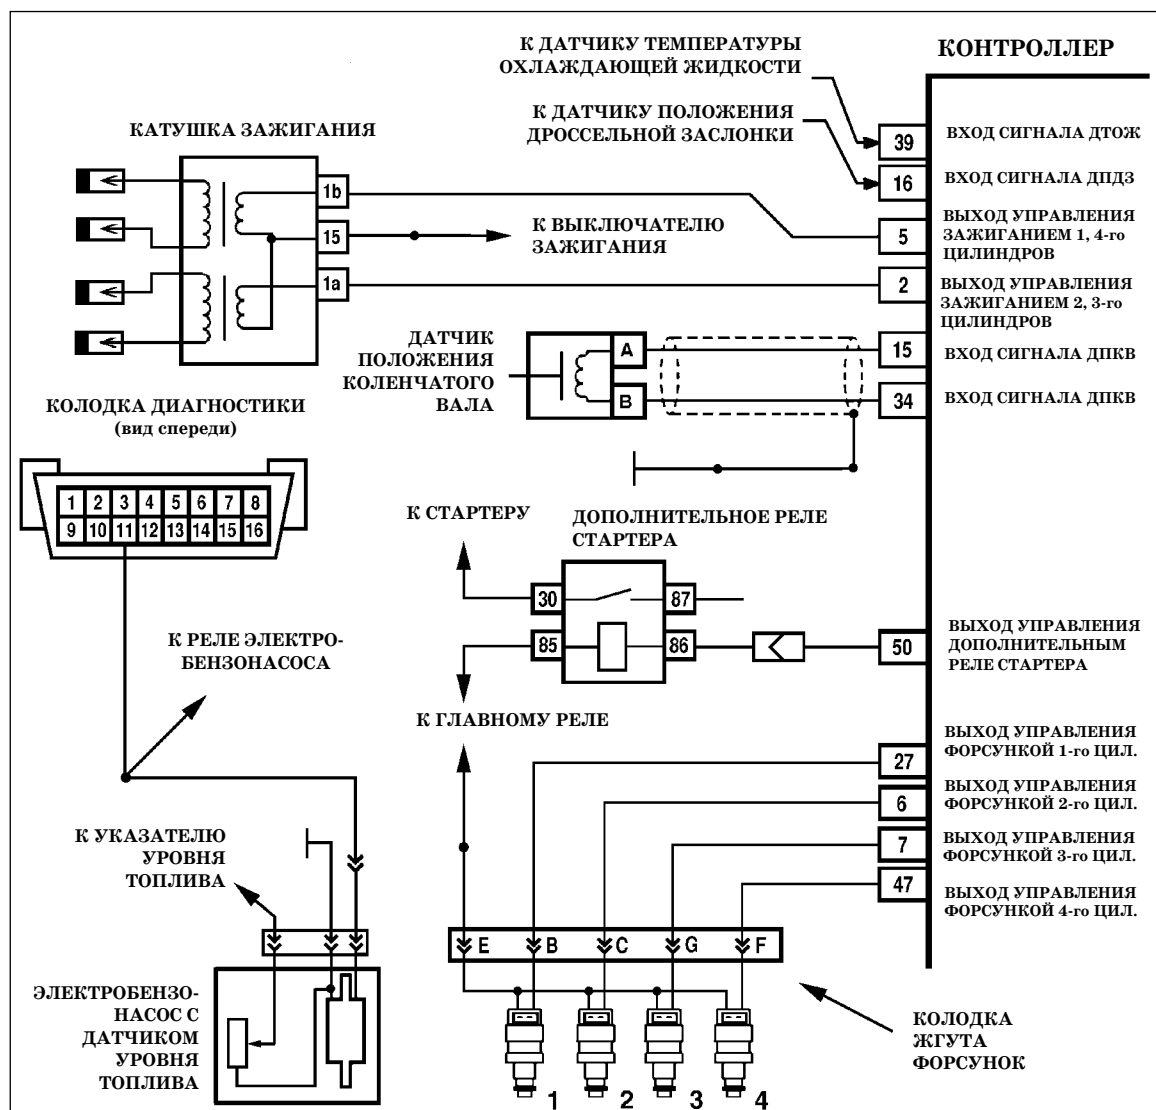 К ДАТЧИКУ ТЕМПЕРАТУРЫ
ОХЛАЖДАЮЩЕЙ ЖИДКОСТИ
КОНТРОЛЛЕР
К ДАТЧИКУ ПОЛОЖЕНИЯ
ДРОССЕЛЬНОЙ ЗАСЛОНКИ
КАТУШКА ЗАЖИГАНИЯ
39
ВХОД СИГНАЛА ДТОЖ
16
ВХОД СИГНАЛА ДПДЗ
1b
15
1a
К ВЫКЛЮЧАТЕЛЮ
ЗАЖИГАНИЯ
5
ВЫХОД УПРАВЛЕНИЯ
ЗАЖИГАНИЕМ 1, 4-го
ЦИЛИНДРОВ
2
ВЫХОД УПРАВЛЕНИЯ
ЗАЖИГАНИЕМ 2, 3-го
ЦИЛИНДРОВ
ДАТЧИК
ПОЛОЖЕНИЯ
КОЛЕНЧАТОГО
ВАЛА
A
B
15
ВХОД СИГНАЛА ДПКВ
34
ВХОД СИГНАЛА ДПКВ
КОЛОДКА ДИАГНОСТИКИ
(вид спереди)
1 2 3 4 5 6 7 8
9 10 11 12 13 14 15 16
К СТАРТЕРУ
ДОПОЛНИТЕЛЬНОЕ РЕЛЕ
СТАРТЕРА
30
87
85
86
50
ВЫХОД УПРАВЛЕНИЯ
ДОПОЛНИТЕЛЬНЫМ
РЕЛЕ СТАРТЕРА
К РЕЛЕ ЭЛЕКТРО-
БЕНЗОНАСОСА
К ГЛАВНОМУ РЕЛЕ
27
ВЫХОД УПРАВЛЕНИЯ
ФОРСУНКОЙ 1-го ЦИЛ.
6
ВЫХОД УПРАВЛЕНИЯ
ФОРСУНКОЙ 2-го ЦИЛ.
7
ВЫХОД УПРАВЛЕНИЯ
ФОРСУНКОЙ 3-го ЦИЛ.
47
ВЫХОД УПРАВЛЕНИЯ
ФОРСУНКОЙ 4-го ЦИЛ.
К УКАЗАТЕЛЮ
УРОВНЯ
ТОПЛИВА
E B C G F
ЭЛЕКТРОБЕНЗО-
НАСОС С
ДАТЧИКОМ
УРОВНЯ
ТОПЛИВА
КОЛОДКА
ЖГУТА
ФОРСУНОК
1 2 3 4